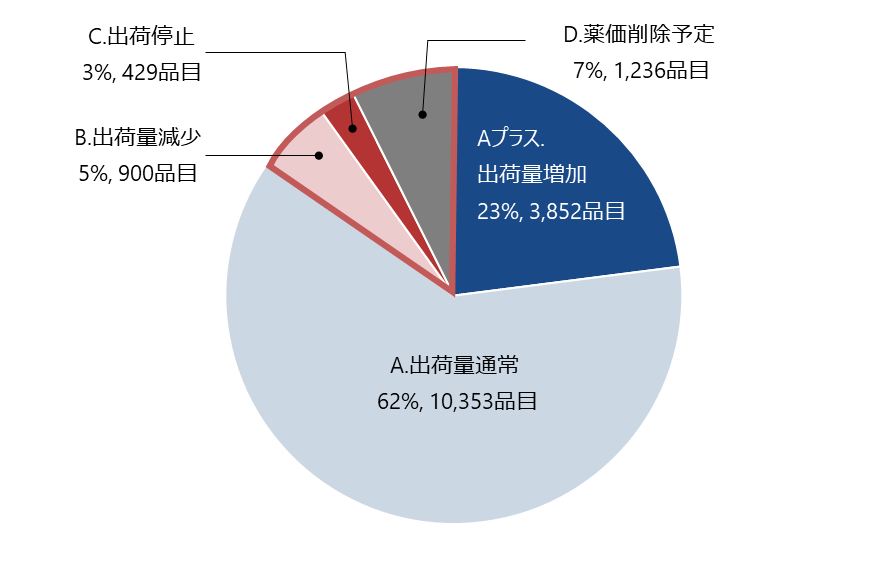 C.出荷停止
3%, 429品目
D.薬価削除予定
7%, 1,236品目
B.出荷量減少
5%, 900品目
Aプラス.
出荷量増加
23%, 3,852品目
A.出荷量通常
62%, 10,353品目